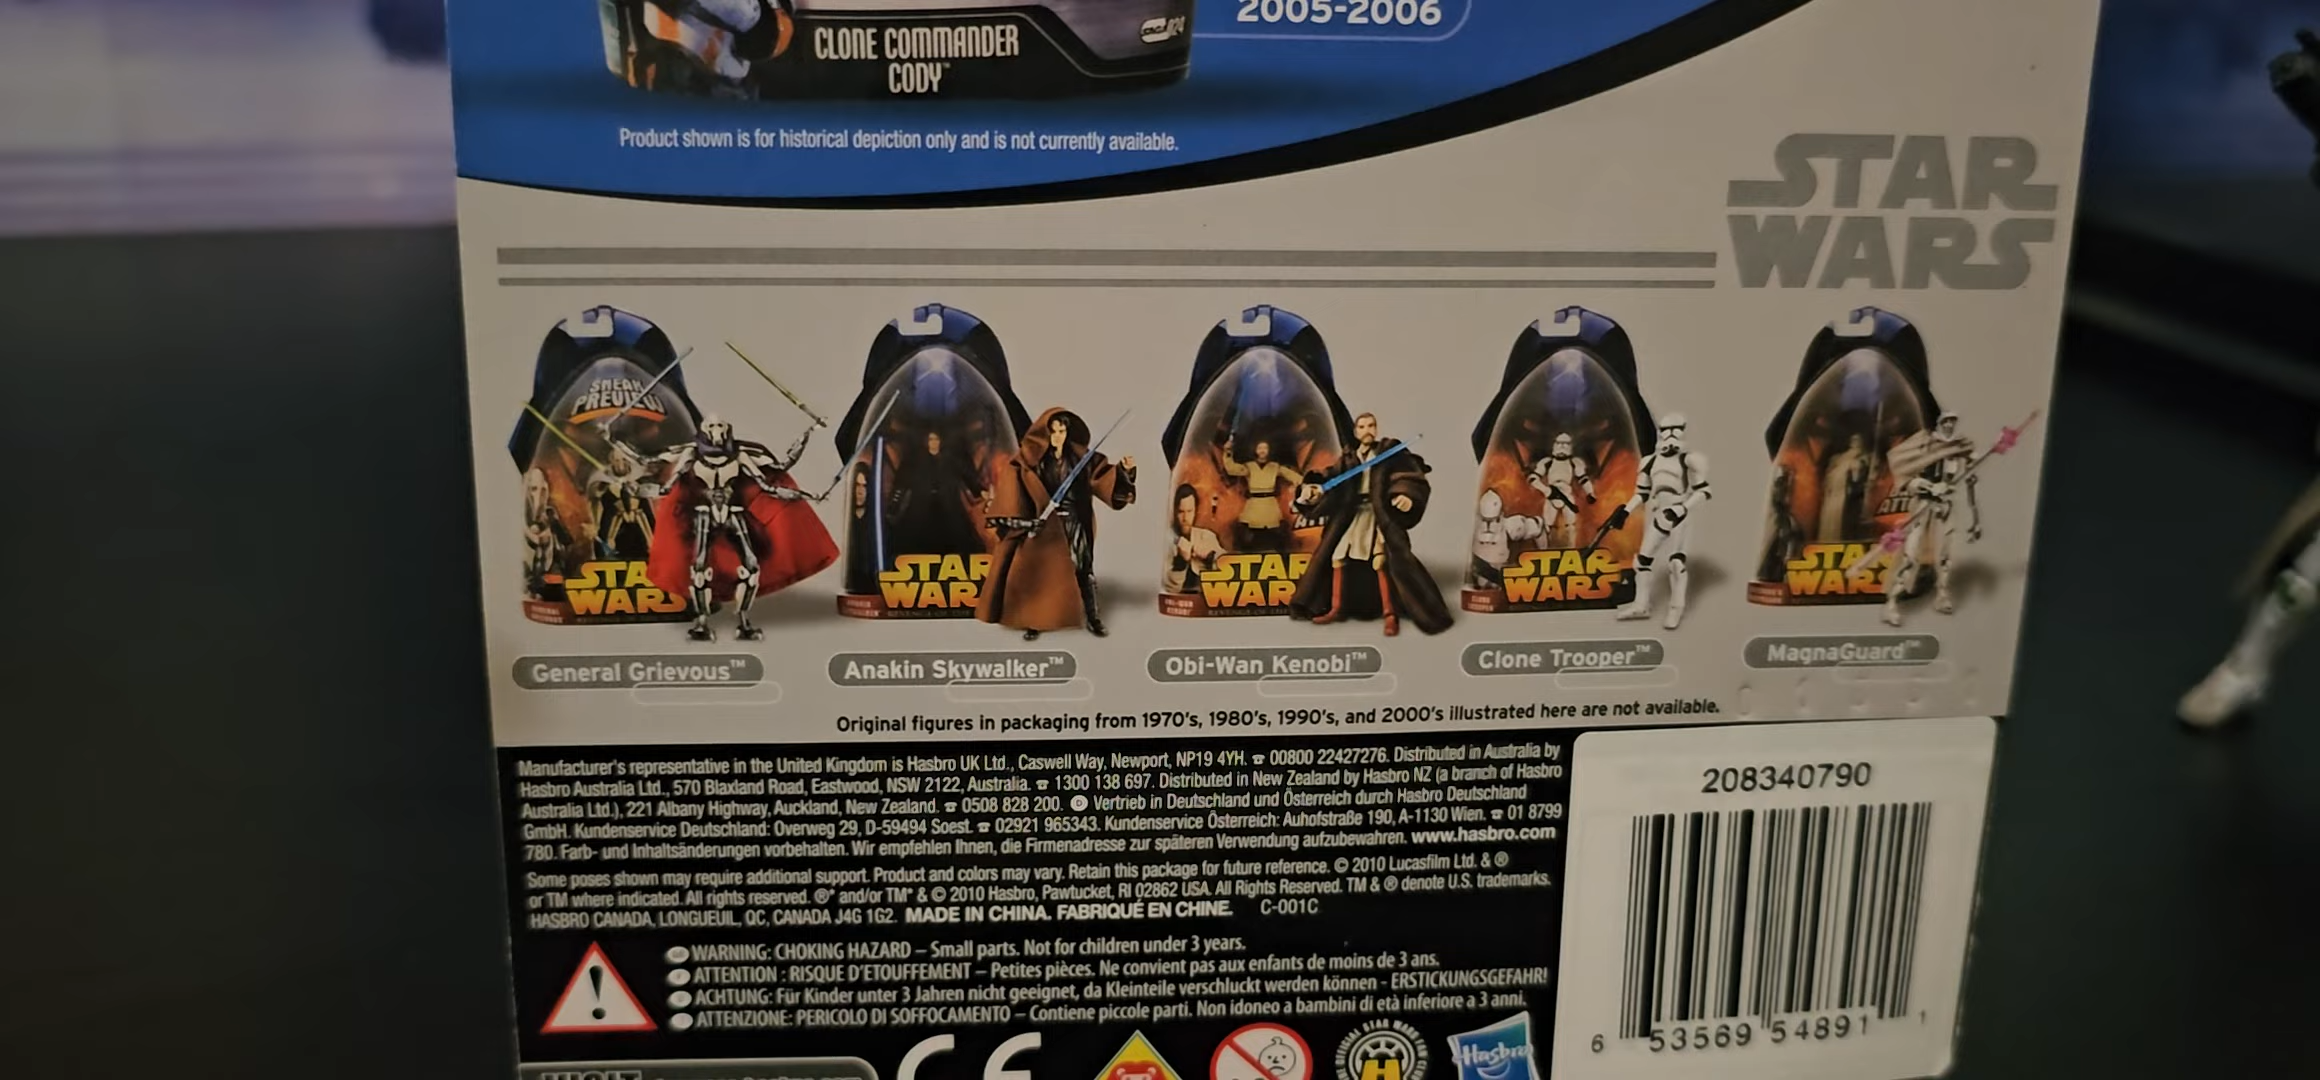 2005-2006
CLONE COMMANDER
CODY™
Product shown is for historical depiction only and is not currently available.
STAR
WARS
SNEAK
PREVIEW
STA
WARS
STAR
WAR
STAR
WAR
STAR
WARS
STA
WARS
General Grievous™
Anakin Skywalker™
Obi-Wan Kenobi™
Clone Trooper™
MagnaGuard™
Original figures in packaging from 1970's, 1980's, 1990's, and 2000's illustrated here are not available.
Manufacturer's representative in the United Kingdom is Hasbro UK Ltd., Caswell Way, Newport, NP19 4YH. ☎ 00800 22427276. Distributed in Australia by
Hasbro Australia Ltd., 570 Blaxland Road, Eastwood, NSW 2122, Australia. ☎ 1300 138 697. Distributed in New Zealand by Hasbro NZ (a branch of Hasbro
Australia Ltd.), 221 Albany Highway, Auckland, New Zealand. ☎ 0508 828 200. D Vertrieb in Deutschland und Österreich durch Hasbro Deutschland
GmbH. Kundenservice Deutschland: Overweg 29, D-59494 Soest. ☎ 02921 965343. Kundenservice Österreich: Auhofstraße 190, A-1130 Wien. ☎ 01 8799
780. Farb- und Inhaltsänderungen vorbehalten. Wir empfehlen Ihnen, die Firmenadresse zur späteren Verwendung aufzubewahren. www.hasbro.com
Some poses shown may require additional support. Product and colors may vary. Retain this package for future reference. © 2010 Lucasfilm Ltd. & ®
or TM where indicated. All rights reserved. ®* and/or TM* & © 2010 Hasbro, Pawtucket, RI 02862 USA. All Rights Reserved. TM & ® denote U.S. trademarks.
HASBRO CANADA, LONGUEUIL, QC, CANADA J4G 1G2. MADE IN CHINA. FABRIQUÉ EN CHINE. C-001C
WARNING: CHOKING HAZARD – Small parts. Not for children under 3 years.
ATTENTION : RISQUE D'ETOUFFEMENT – Petites pièces. Ne convient pas aux enfants de moins de 3 ans.
ACHTUNG: Für Kinder unter 3 Jahren nicht geeignet, da Kleinteile verschluckt werden können - ERSTICKUNGSGEFAHR!
ATTENZIONE: PERICOLO DI SOFFOCAMENTO – Contiene piccole parti. Non idoneo a bambini di età inferiore a 3 anni.
CE
Hasbro
208340790
6 53569 54891 1